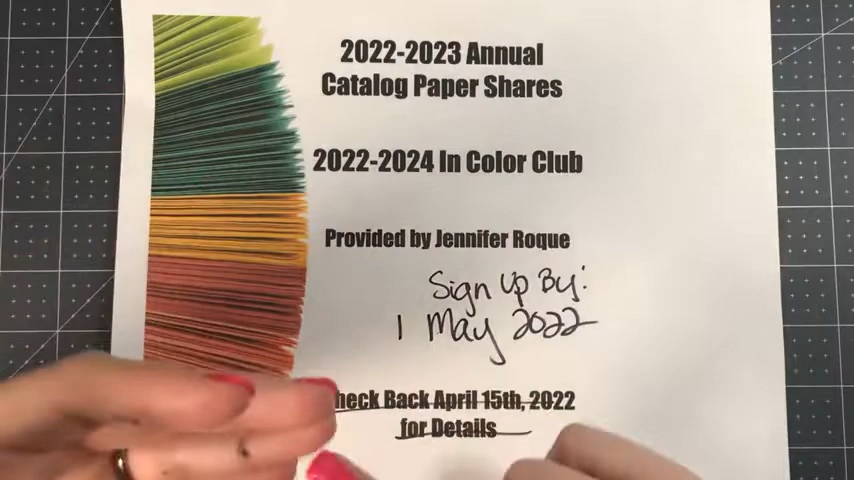 2022-2023 Annual
Catalog Paper Shares
2022-2024 In Color Club
Provided by Jennifer Roque
Sign Up By:
1 May 2022
Back April 15th, 2022
for Details